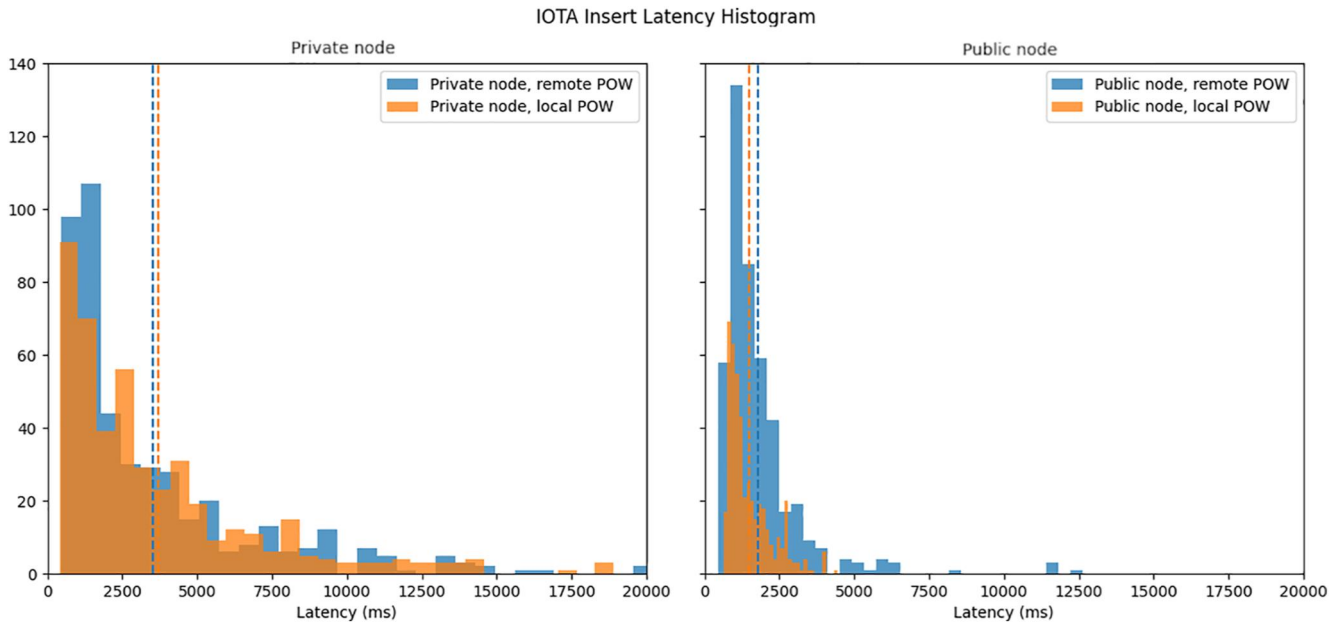 IOTA Insert Latency Histogram
Private node
Private node, remote POW
Private node, local POW
140
120
100
80
60
40
20
0
0 2500 5000 7500 10000 12500 15000 17500 20000
Latency (ms)
Public node
Public node, remote POW
Public node, local POW
0 2500 5000 7500 10000 12500 15000 17500 20000
Latency (ms)